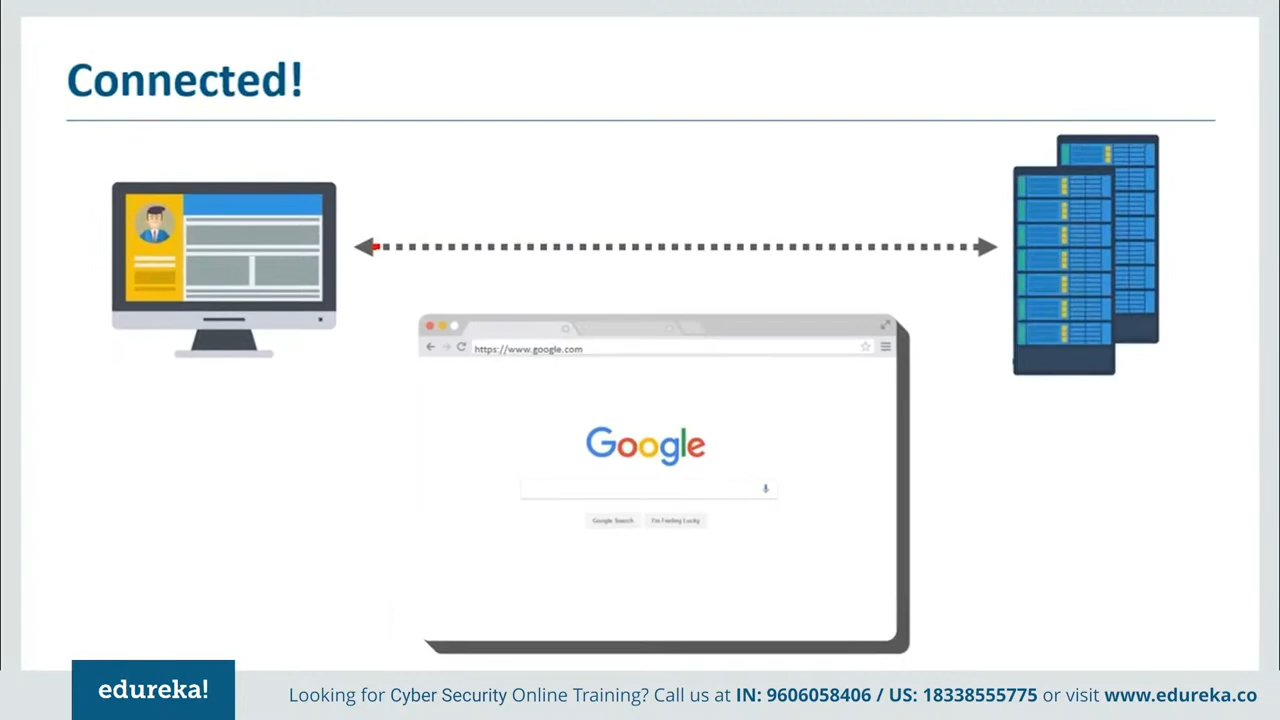 Connected!
https://www.google.com
Google
Google Search I'm Feeling Lucky
edureka!
Looking for Cyber Security Online Training? Call us at IN: 9606058406 / US: 18338555775 or visit www.edureka.co